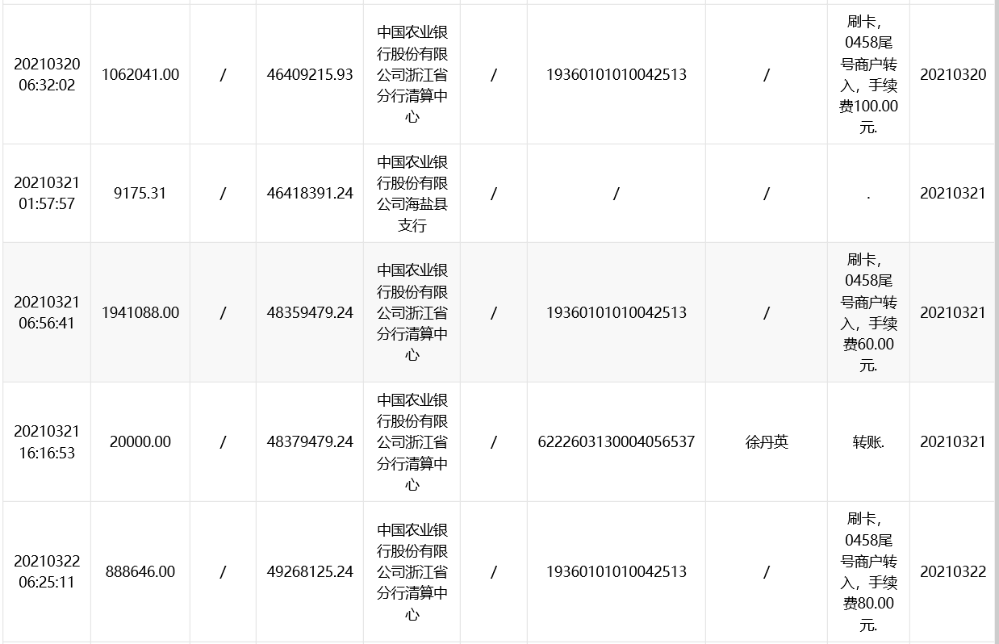 20210320
06:32:02
1062041.00
/
46409215.93
中国农业银
行股份有限
公司浙江省
分行清算中
心
/
19360101010042513
/
刷卡，
0458尾
号商户转
入，手续
费100.00
元.
20210320
20210321
01:57:57
9175.31
/
46418391.24
中国农业银
行股份有限
公司海盐县
支行
/
/
/
.
20210321
20210321
06:56:41
1941088.00
/
48359479.24
中国农业银
行股份有限
公司浙江省
分行清算中
心
/
19360101010042513
/
刷卡，
0458尾
号商户转
入，手续
费60.00
元.
20210321
20210321
16:16:53
20000.00
/
48379479.24
中国农业银
行股份有限
公司浙江省
分行清算中
心
/
6222603130004056537
徐丹英
转账.
20210321
20210322
06:25:11
888646.00
/
49268125.24
中国农业银
行股份有限
公司浙江省
分行清算中
心
/
19360101010042513
/
刷卡，
0458尾
号商户转
入，手续
费80.00
元.
20210322